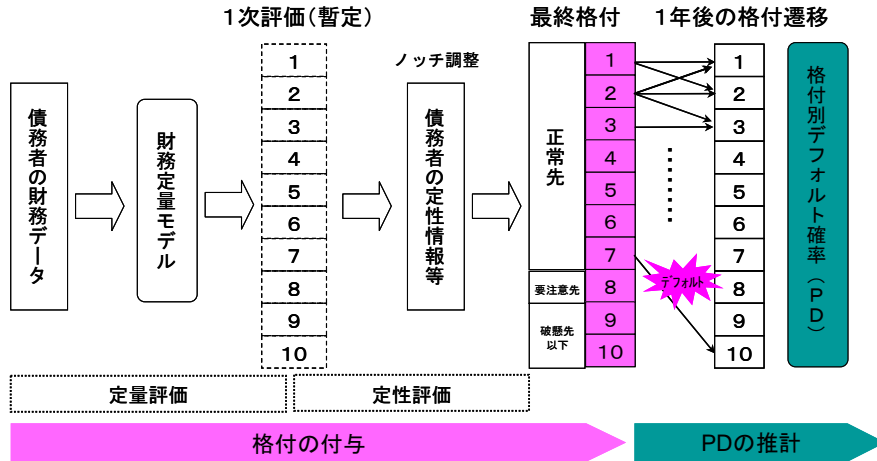 1次評価(暫定)
最終格付
1年後の格付遷移
ノッチ調整
債務者の財務データ
財務定量モデル
1
2
3
4
5
6
7
8
9
10
債務者の定性情報等
正常先
要注意先
破懸先
以下
1
2
3
4
5
6
7
8
9
10
デフォルト
1
2
3
4
5
6
7
8
9
10
格付別デフォルト確率(PD)
定量評価
定性評価
格付の付与
PDの推計